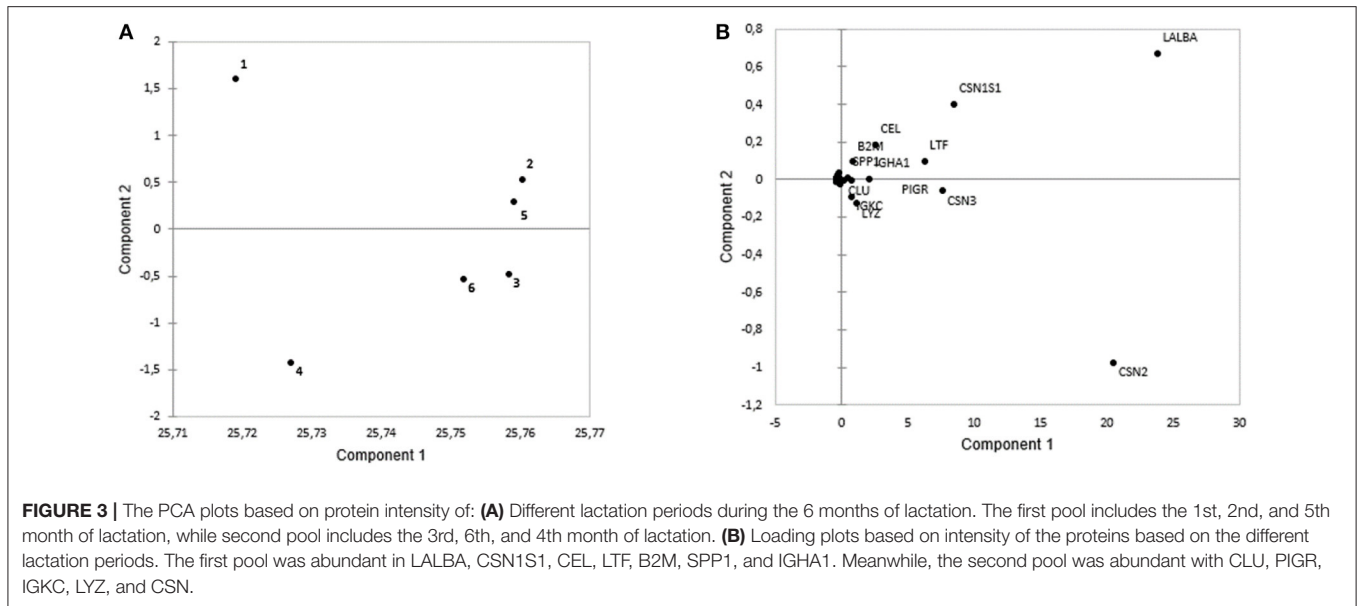 A
2
1,5
1
0,5
0
-0,5
-1
-1,5
-2
Component 2
1
2
5
3
6
4
25,71 25,72 25,73 25,74 25,75 25,76 25,77
Component 1
B
0,8
0,6
0,4
0,2
0
-0,2
-0,4
-0,6
-0,8
-1
-1,2
Component 2
LALBA
CSN1S1
CEL
B2M
LTF
SPP1
IGHA1
CLU
PIGR
IGKC
CSN3
LYZ
CSN2
-5 0 5 10 15 20 25 30
Component 1
FIGURE 3 | The PCA plots based on protein intensity of: (A) Different lactation periods during the 6 months of lactation. The first pool includes the 1st, 2nd, and 5th
month of lactation, while second pool includes the 3rd, 6th, and 4th month of lactation. (B) Loading plots based on intensity of the proteins based on the different
lactation periods. The first pool was abundant in LALBA, CSN1S1, CEL, LTF, B2M, SPP1, and IGHA1. Meanwhile, the second pool was abundant with CLU, PIGR,
IGKC, LYZ, and CSN.